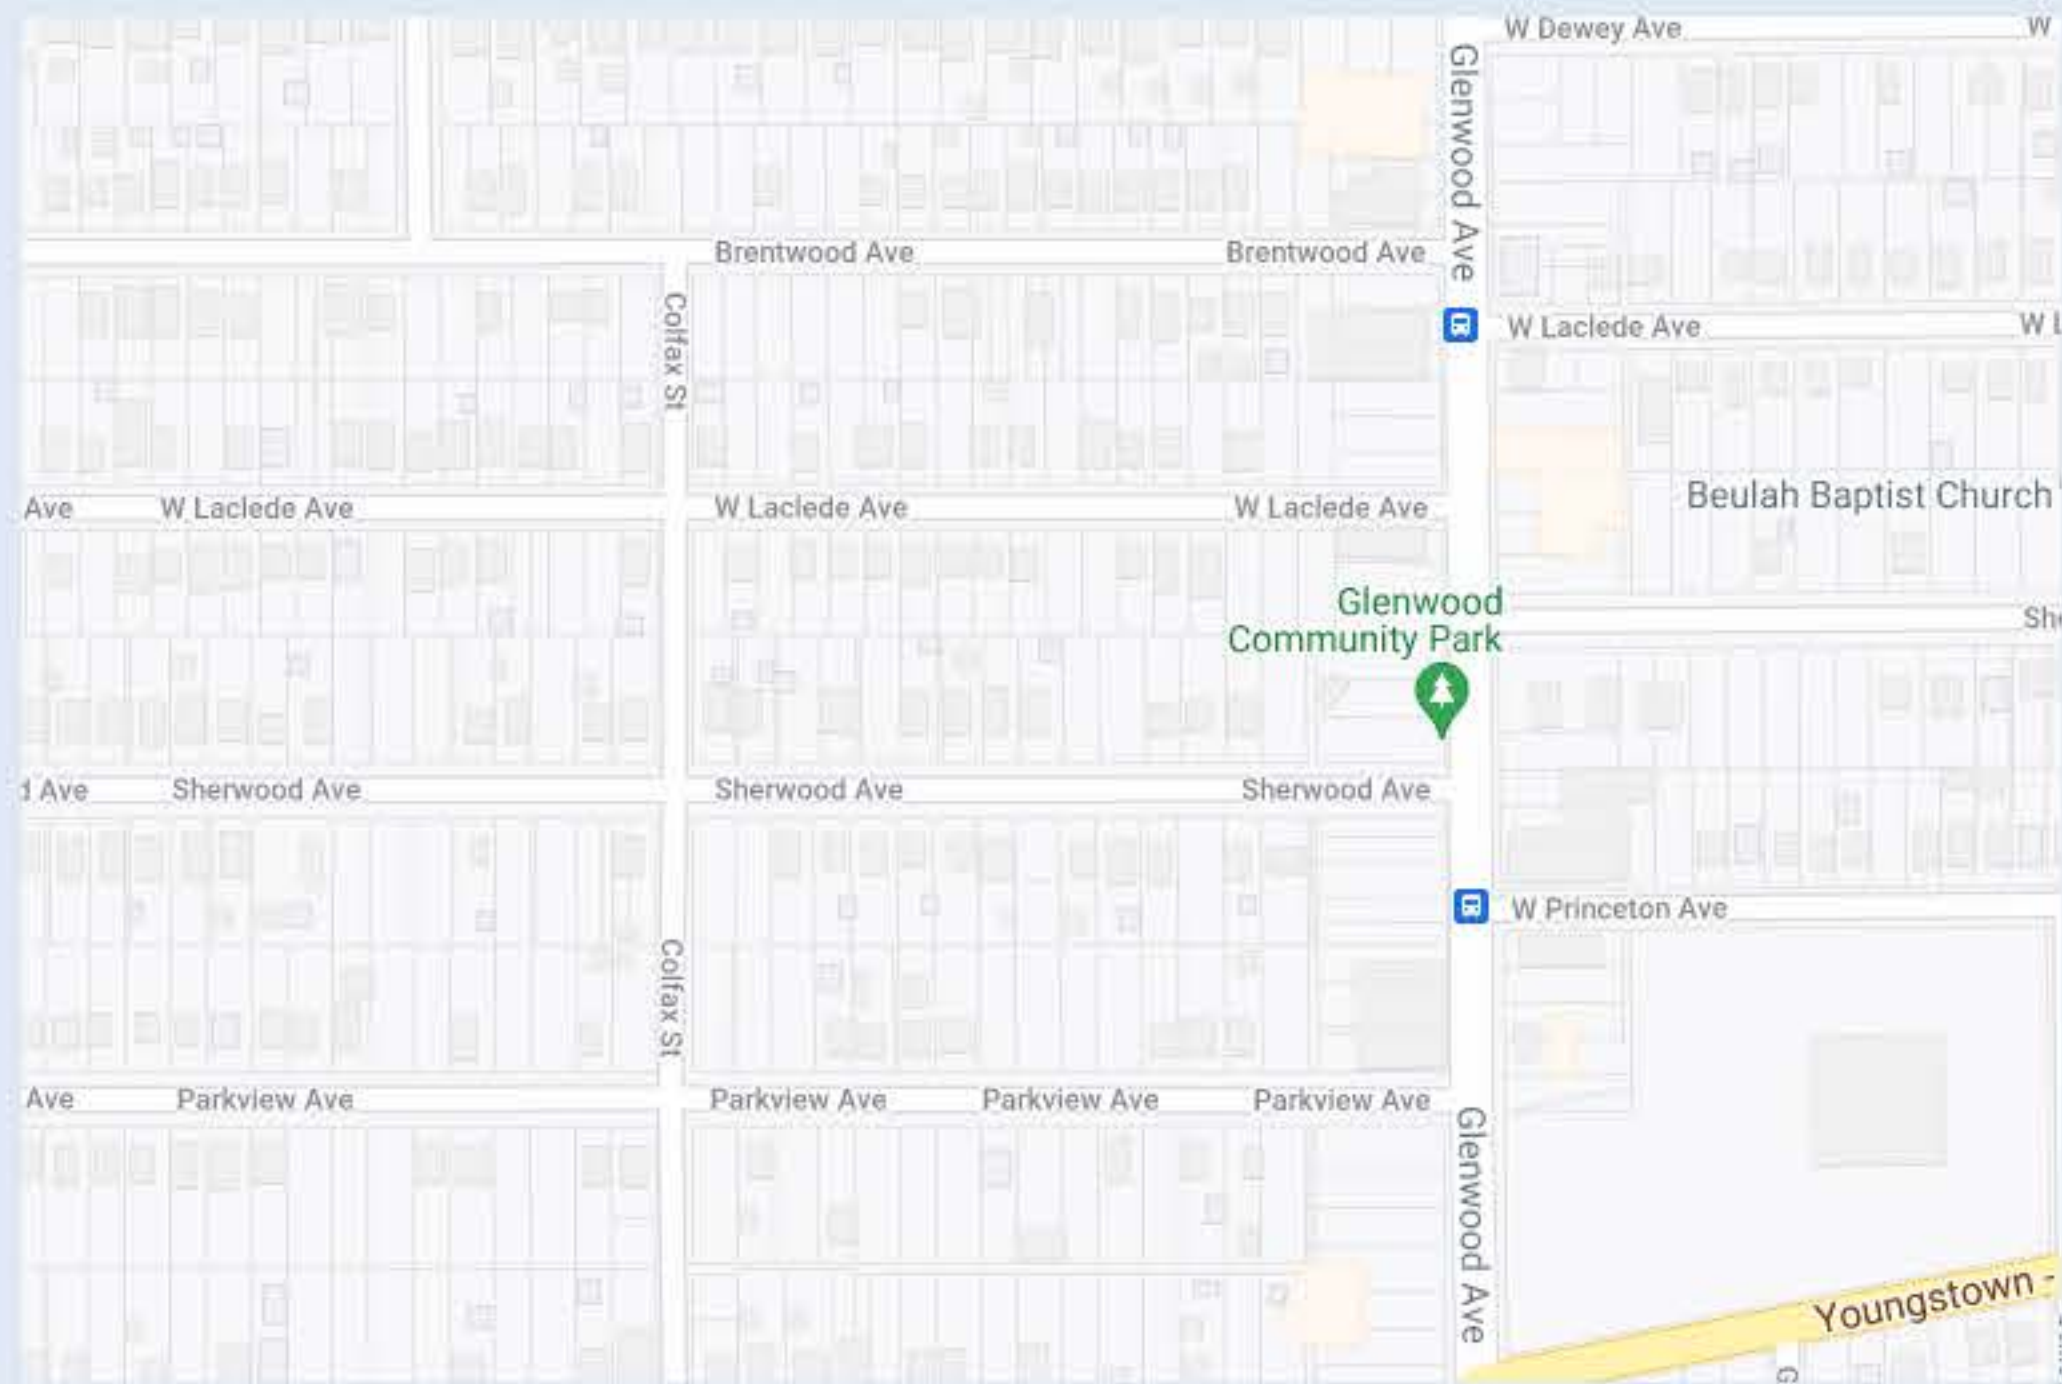 W Dewey Ave
W
Glenwood Ave
Brentwood Ave
Brentwood Ave
Colfax St
W Laclede Ave
W L
Ave
W Laclede Ave
W Laclede Ave
W Laclede Ave
Beulah Baptist Church
Glenwood
Community Park
She
d Ave
Sherwood Ave
Sherwood Ave
Sherwood Ave
W Princeton Ave
Colfax St
Ave
Parkview Ave
Parkview Ave
Parkview Ave
Parkview Ave
Glenwood Ave
Youngstown -
G